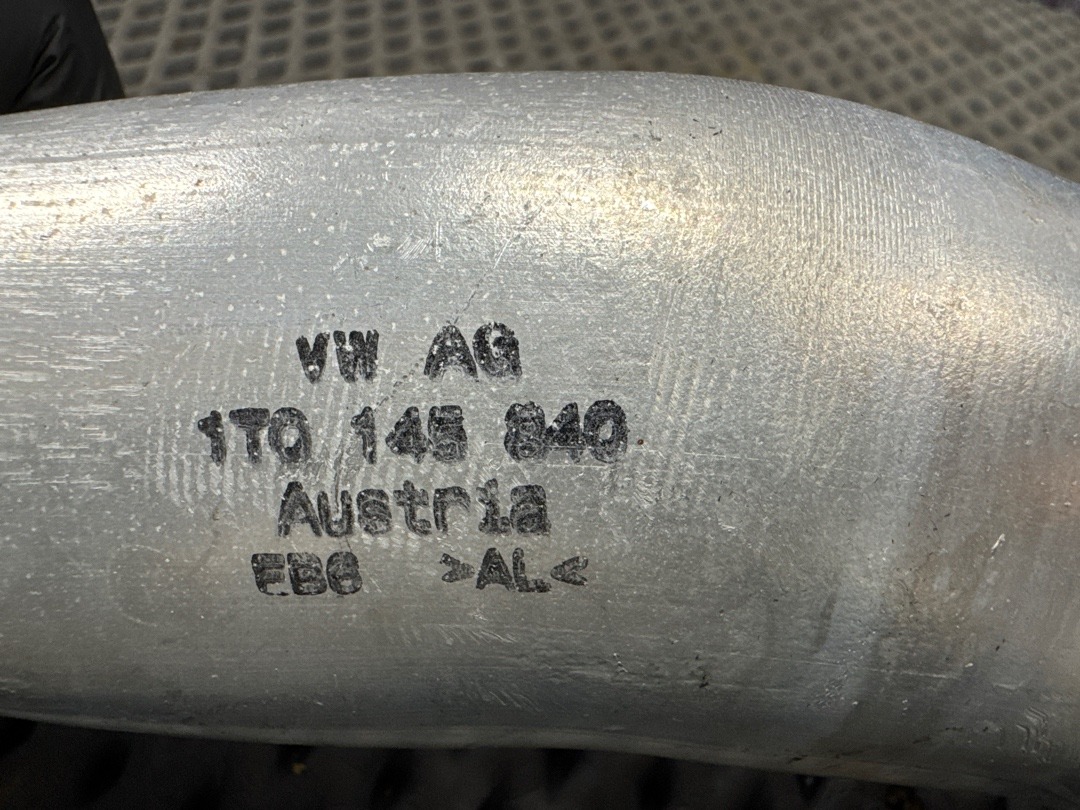 VW AG
1T0 145 840
Austria
EB6 >AL<